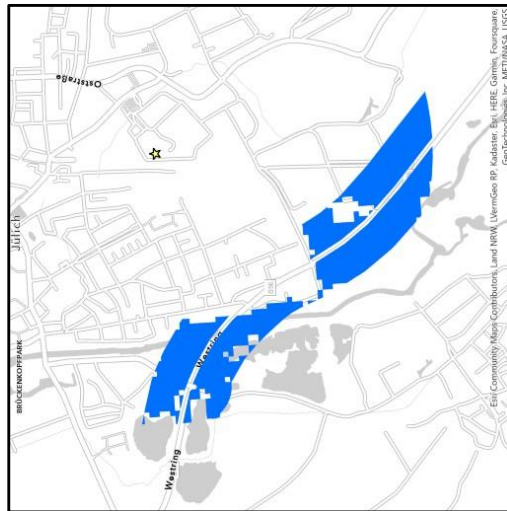 Oststraße
Jülich
BRÜCKENKOPFPARK
Westring
Westring
Esri Community Maps Contributors, Land NRW, LVermGeo RP, Kadaster, Esri, HERE, Garmin, Foursquare,
GeoTechnologies, Inc, METI/NASA, USGS